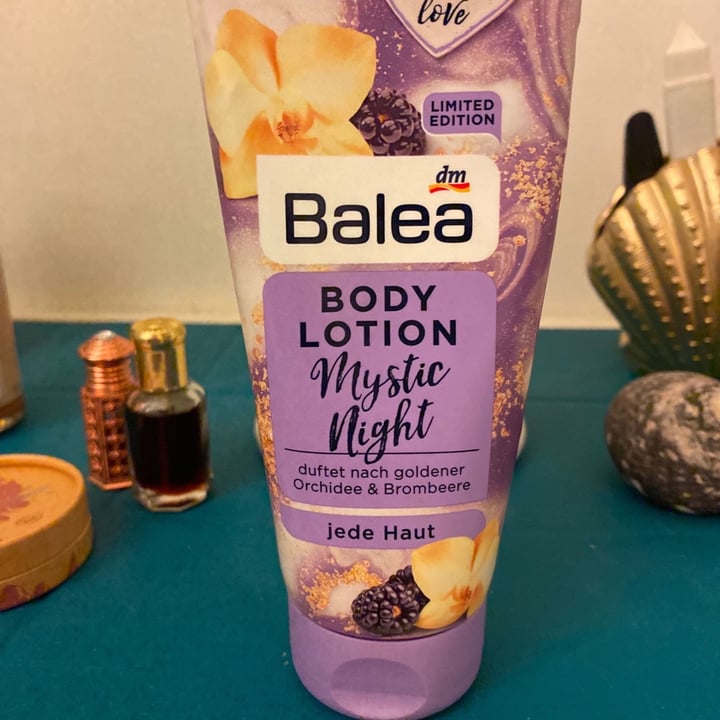 love
LIMITED
EDITION
dm
Balea
BODY
LOTION
Mystic
Night
duftet nach goldener
Orchidee & Brombeere
jede Haut